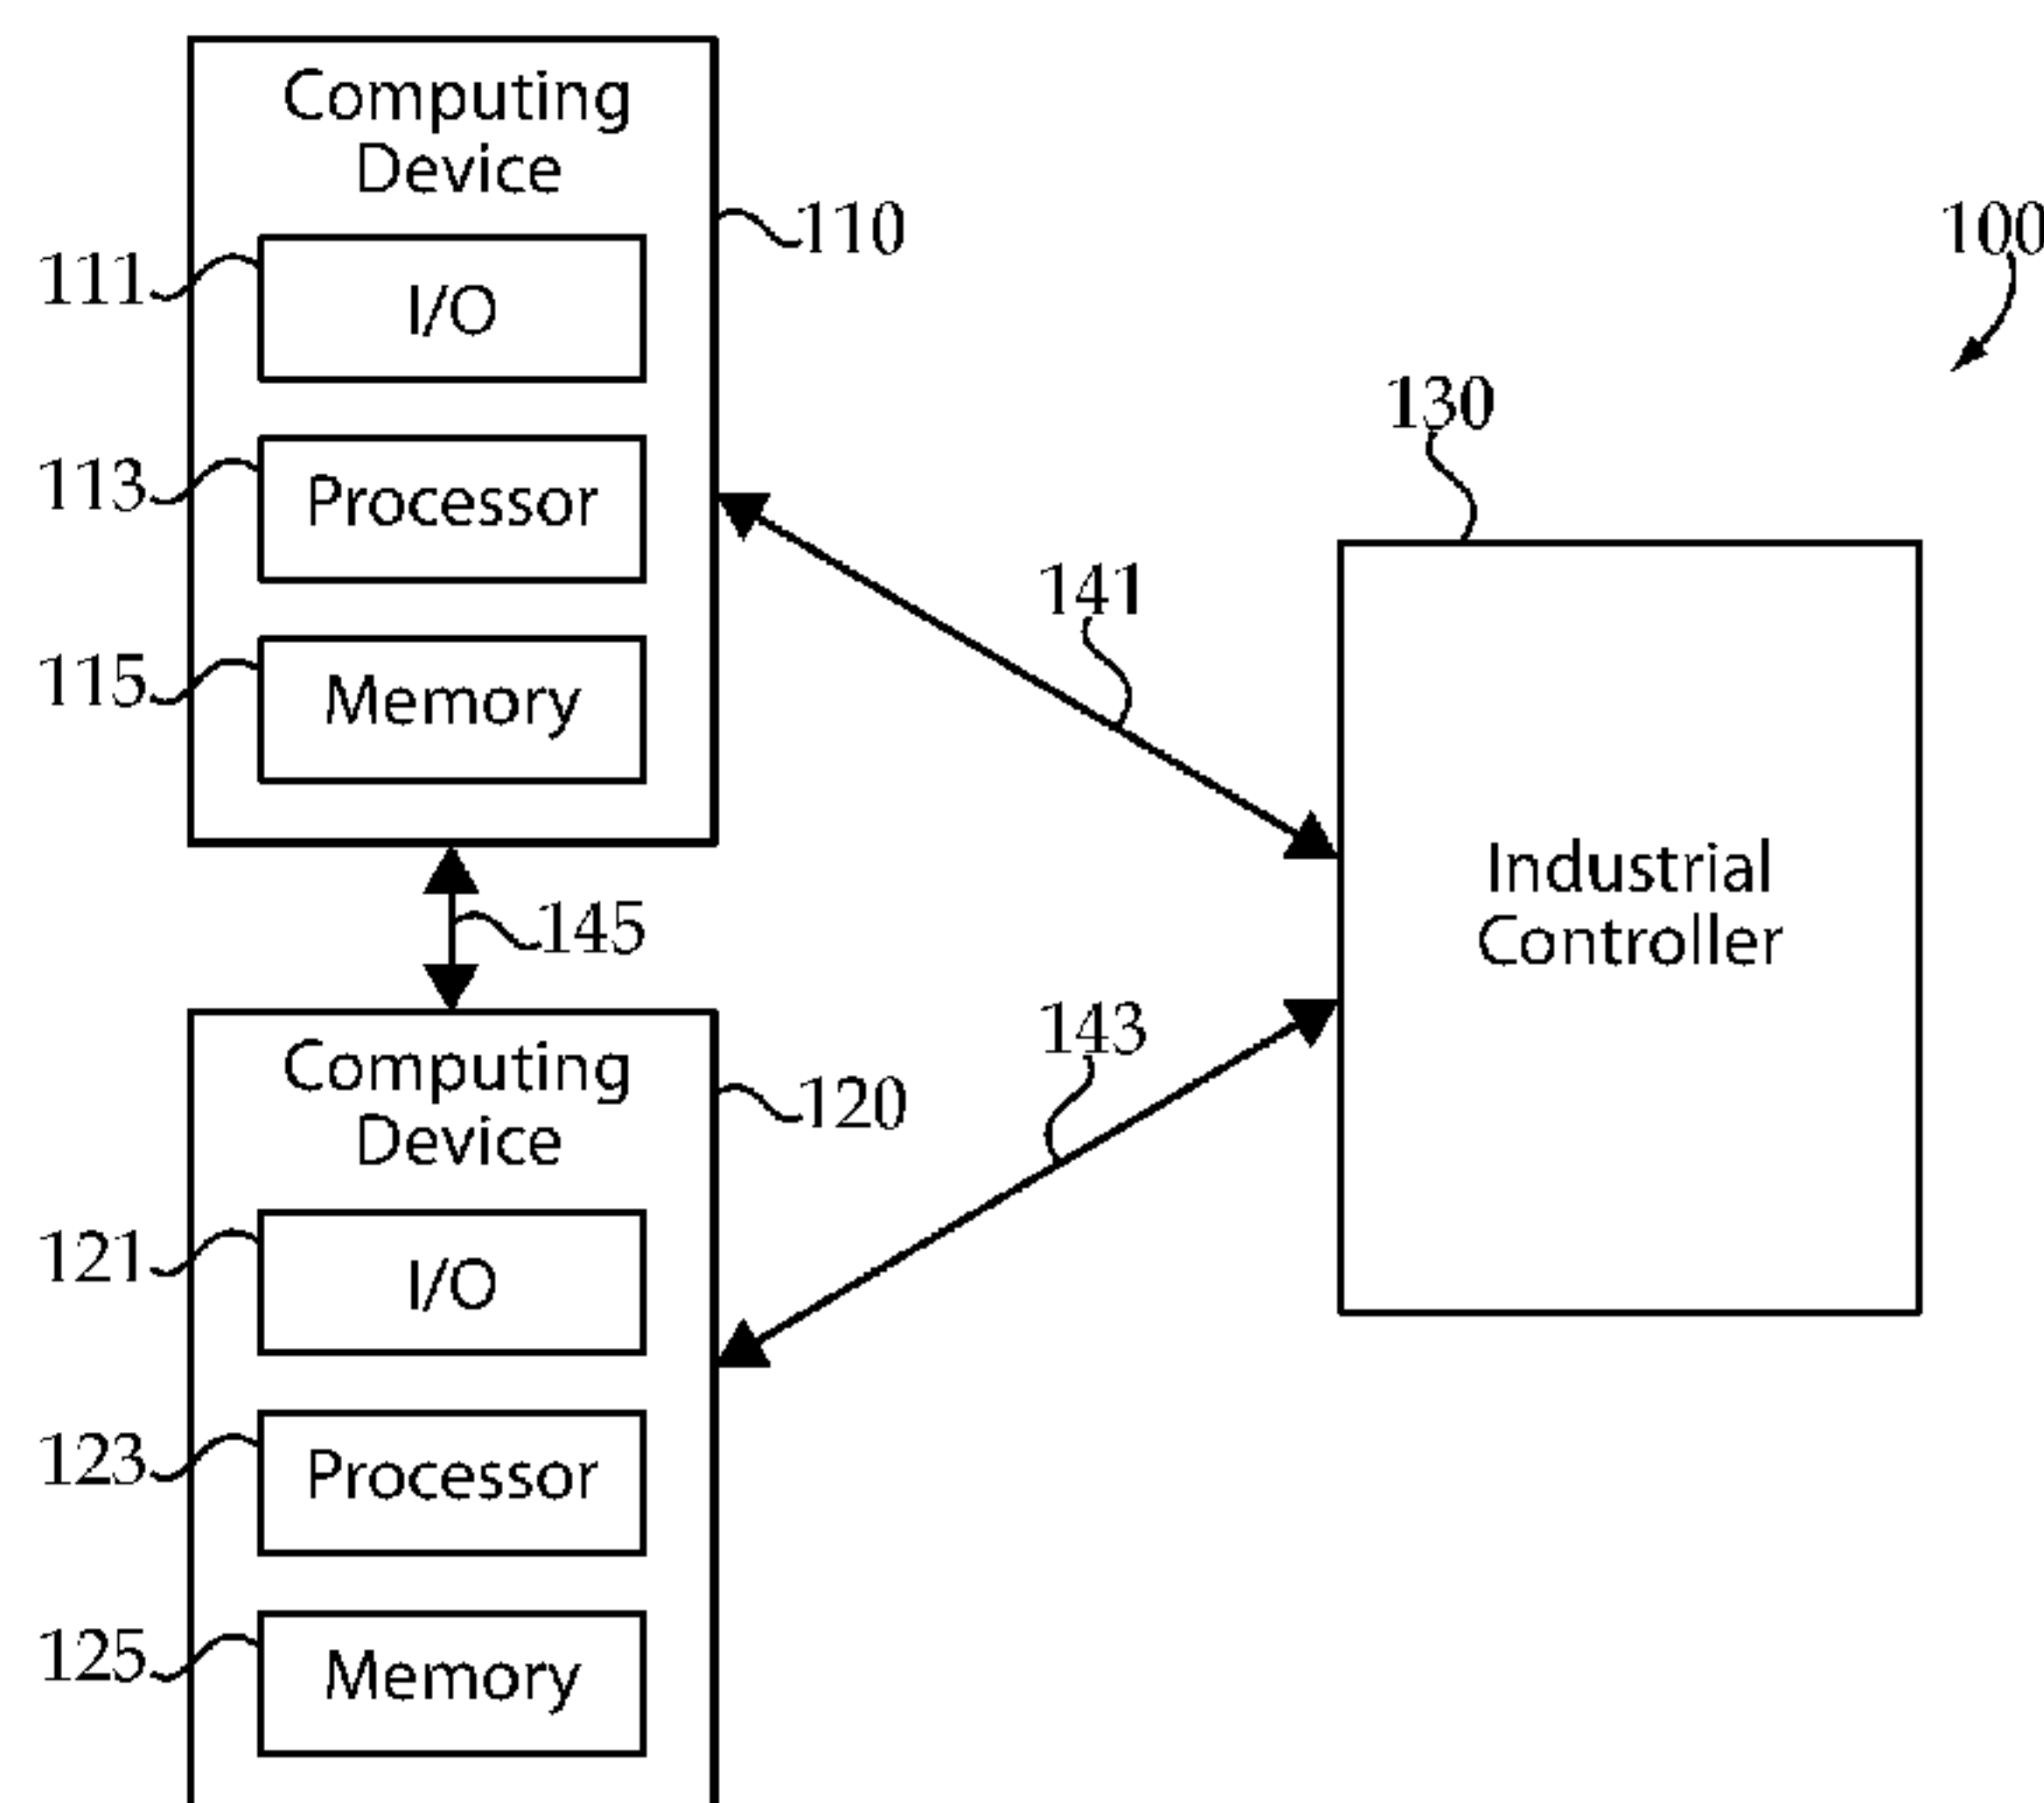 Computing
Device
110
100
111
I/O
130
113
Processor
141
115
Memory
Industrial
Controller
145
143
Computing
Device
120
121
I/O
123
Processor
125
Memory